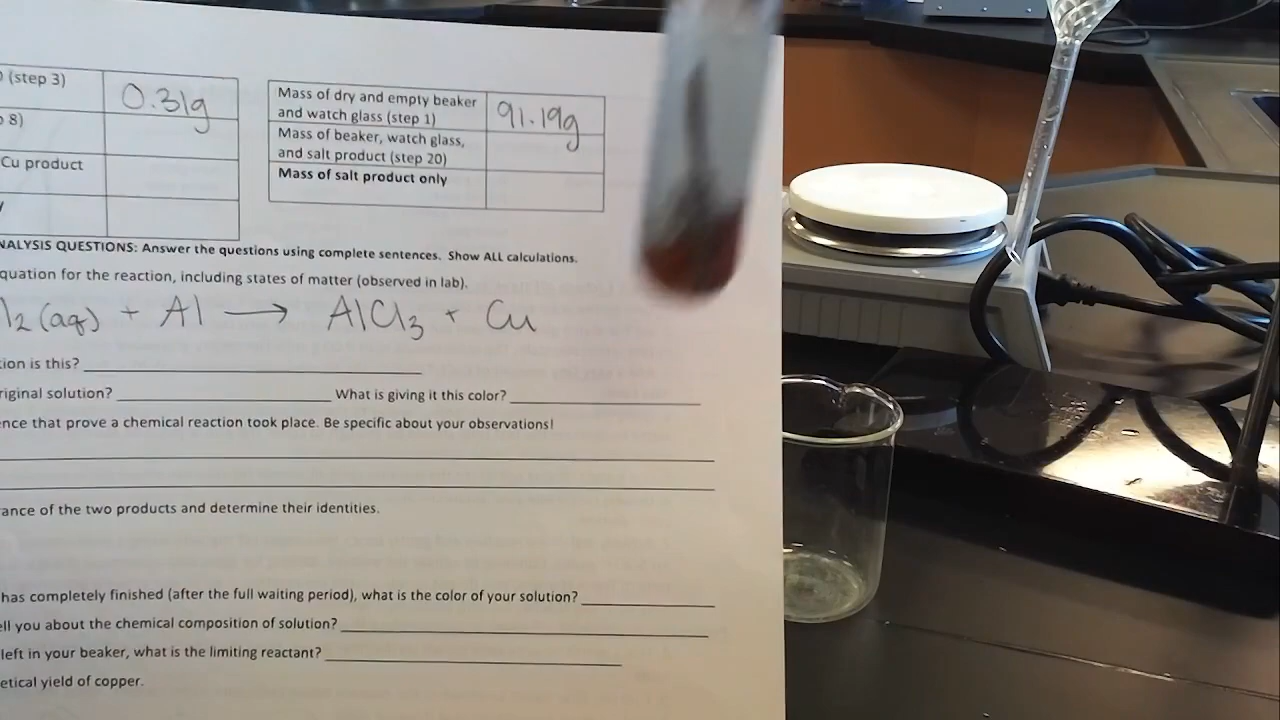 (step 3)
0.31g
8)
Cu product
Mass of dry and empty beaker
and watch glass (step 1)
91.19g
Mass of beaker, watch glass,
and salt product (step 20)
Mass of salt product only
NALYSIS QUESTIONS: Answer the questions using complete sentences. Show ALL calculations.
quation for the reaction, including states of matter (observed in lab).
l2 (aq) + Al → AlCl3 + Cu
ion is this?
riginal solution? What is giving it this color?
nce that prove a chemical reaction took place. Be specific about your observations!
ance of the two products and determine their identities.
has completely finished (after the full waiting period), what is the color of your solution?
ell you about the chemical composition of solution?
left in your beaker, what is the limiting reactant?
etical yield of copper.